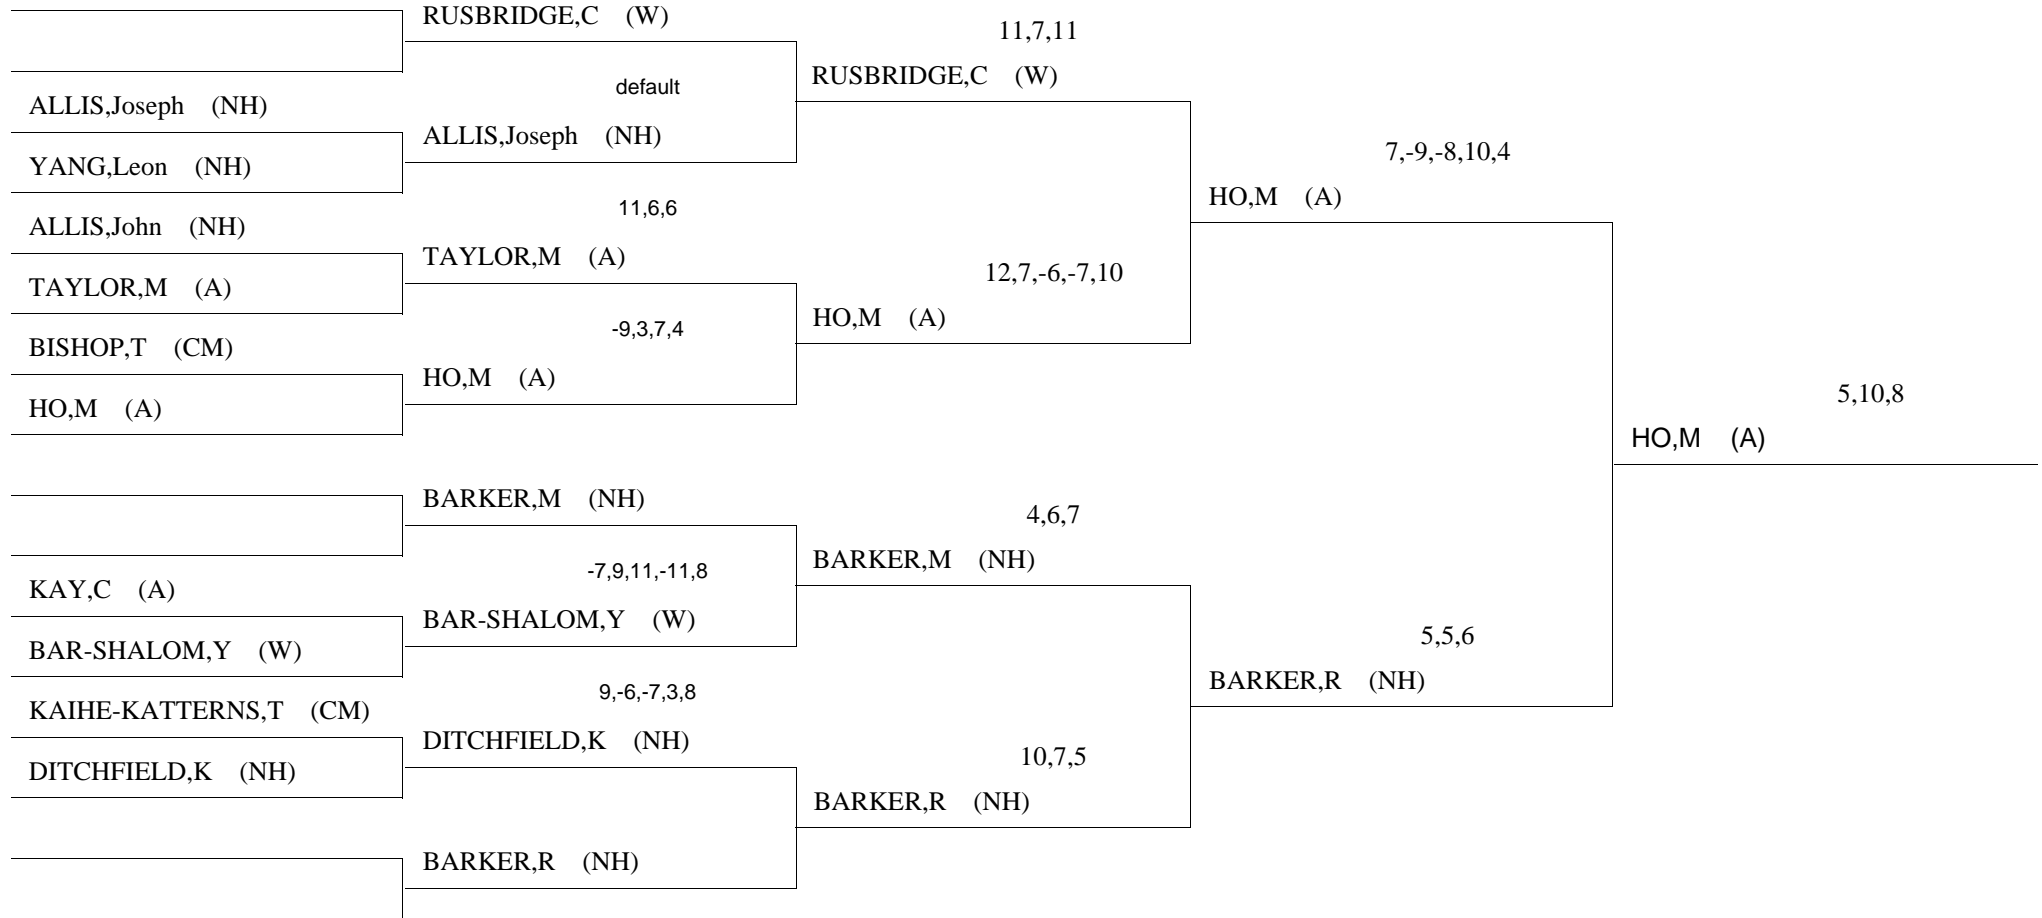 RUSBRIDGE,C (W)
11,7,11
default
RUSBRIDGE,C (W)
ALLIS,Joseph (NH)
ALLIS,Joseph (NH)
7,-9,-8,10,4
YANG,Leon (NH)
HO,M (A)
11,6,6
ALLIS,John (NH)
TAYLOR,M (A)
12,7,-6,-7,10
TAYLOR,M (A)
HO,M (A)
-9,3,7,4
BISHOP,T (CM)
HO,M (A)
5,10,8
HO,M (A)
HO,M (A)
BARKER,M (NH)
4,6,7
BARKER,M (NH)
-7,9,11,-11,8
KAY,C (A)
BAR-SHALOM,Y (W)
5,5,6
BAR-SHALOM,Y (W)
BARKER,R (NH)
9,-6,-7,3,8
KAIHE-KATTERNS,T (CM)
DITCHFIELD,K (NH)
10,7,5
DITCHFIELD,K (NH)
BARKER,R (NH)
BARKER,R (NH)